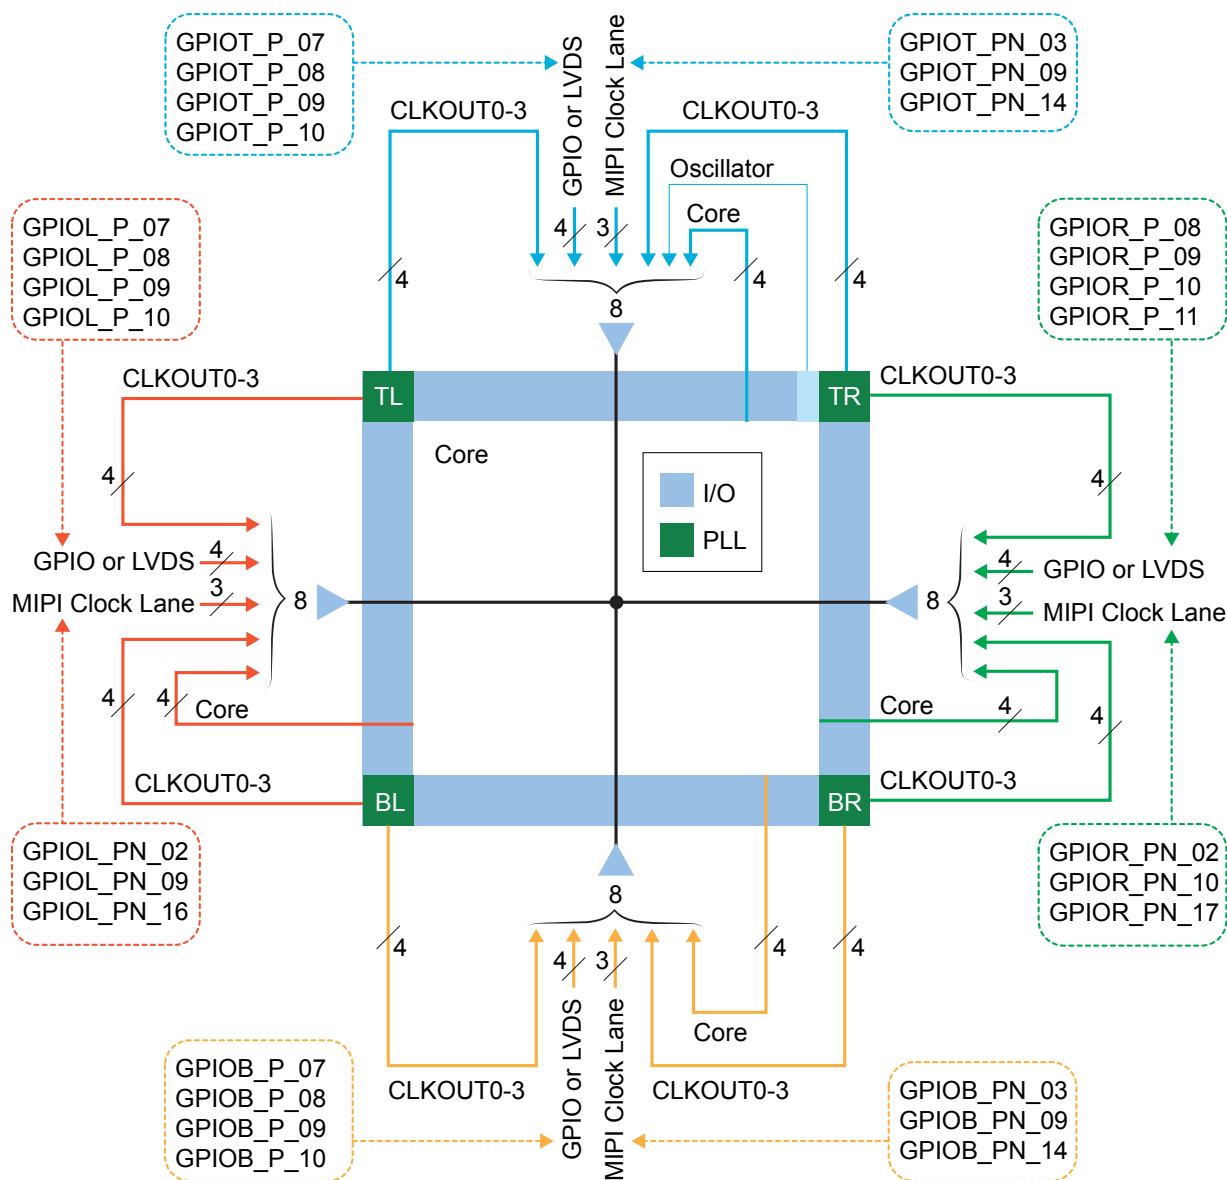 GPIOT_P_07
GPIOT_P_08
GPIOT_P_09
GPIOT_P_10
GPIO or LVDS
MIPI Clock Lane
GPIOT_PN_03
GPIOT_PN_09
GPIOT_PN_14
CLKOUT0-3
CLKOUT0-3
Oscillator
Core
4
3
4
4
4
8
GPIOL_P_07
GPIOL_P_08
GPIOL_P_09
GPIOL_P_10
GPIOR_P_08
GPIOR_P_09
GPIOR_P_10
GPIOR_P_11
CLKOUT0-3
TL
TR
CLKOUT0-3
Core
I/O
PLL
4
4
GPIO or LVDS
4
MIPI Clock Lane
3
8
8
4
GPIO or LVDS
3
MIPI Clock Lane
4
4
Core
Core
4
4
CLKOUT0-3
BL
BR
CLKOUT0-3
GPIOL_PN_02
GPIOL_PN_09
GPIOL_PN_16
GPIOR_PN_02
GPIOR_PN_10
GPIOR_PN_17
8
4
4
3
4
4
Core
CLKOUT0-3
GPIO or LVDS
MIPI Clock Lane
CLKOUT0-3
GPIOB_P_07
GPIOB_P_08
GPIOB_P_09
GPIOB_P_10
GPIOB_PN_03
GPIOB_PN_09
GPIOB_PN_14